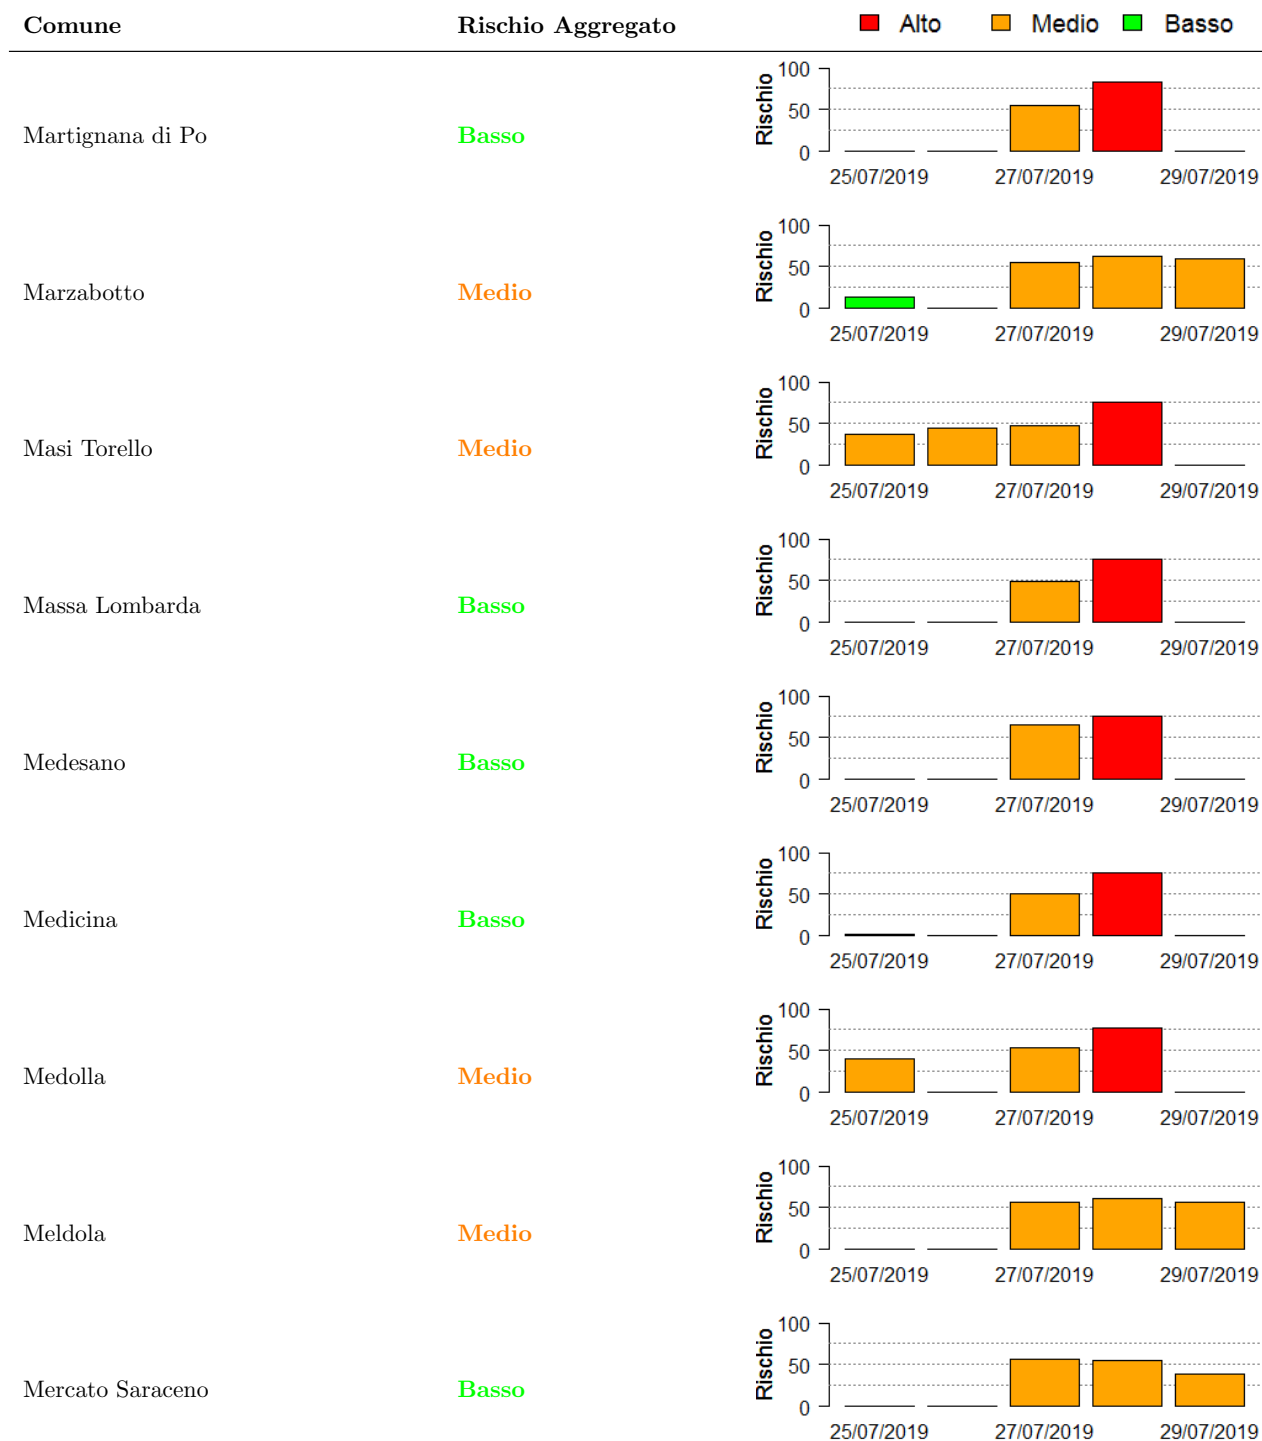 Comune Rischio Aggregato Alto Medio Basso
100
50
0
Rischio
Martignana di Po Basso
25/07/2019 27/07/2019 29/07/2019
100
50
0
Rischio
Marzabotto Medio
25/07/2019 27/07/2019 29/07/2019
100
50
0
Rischio
Masi Torello Medio
25/07/2019 27/07/2019 29/07/2019
100
50
0
Rischio
Massa Lombarda Basso
25/07/2019 27/07/2019 29/07/2019
100
50
0
Rischio
Medesano Basso
25/07/2019 27/07/2019 29/07/2019
100
50
0
Rischio
Medicina Basso
25/07/2019 27/07/2019 29/07/2019
100
50
0
Rischio
Medolla Medio
25/07/2019 27/07/2019 29/07/2019
100
50
0
Rischio
Meldola Medio
25/07/2019 27/07/2019 29/07/2019
100
50
0
Rischio
Mercato Saraceno Basso
25/07/2019 27/07/2019 29/07/2019